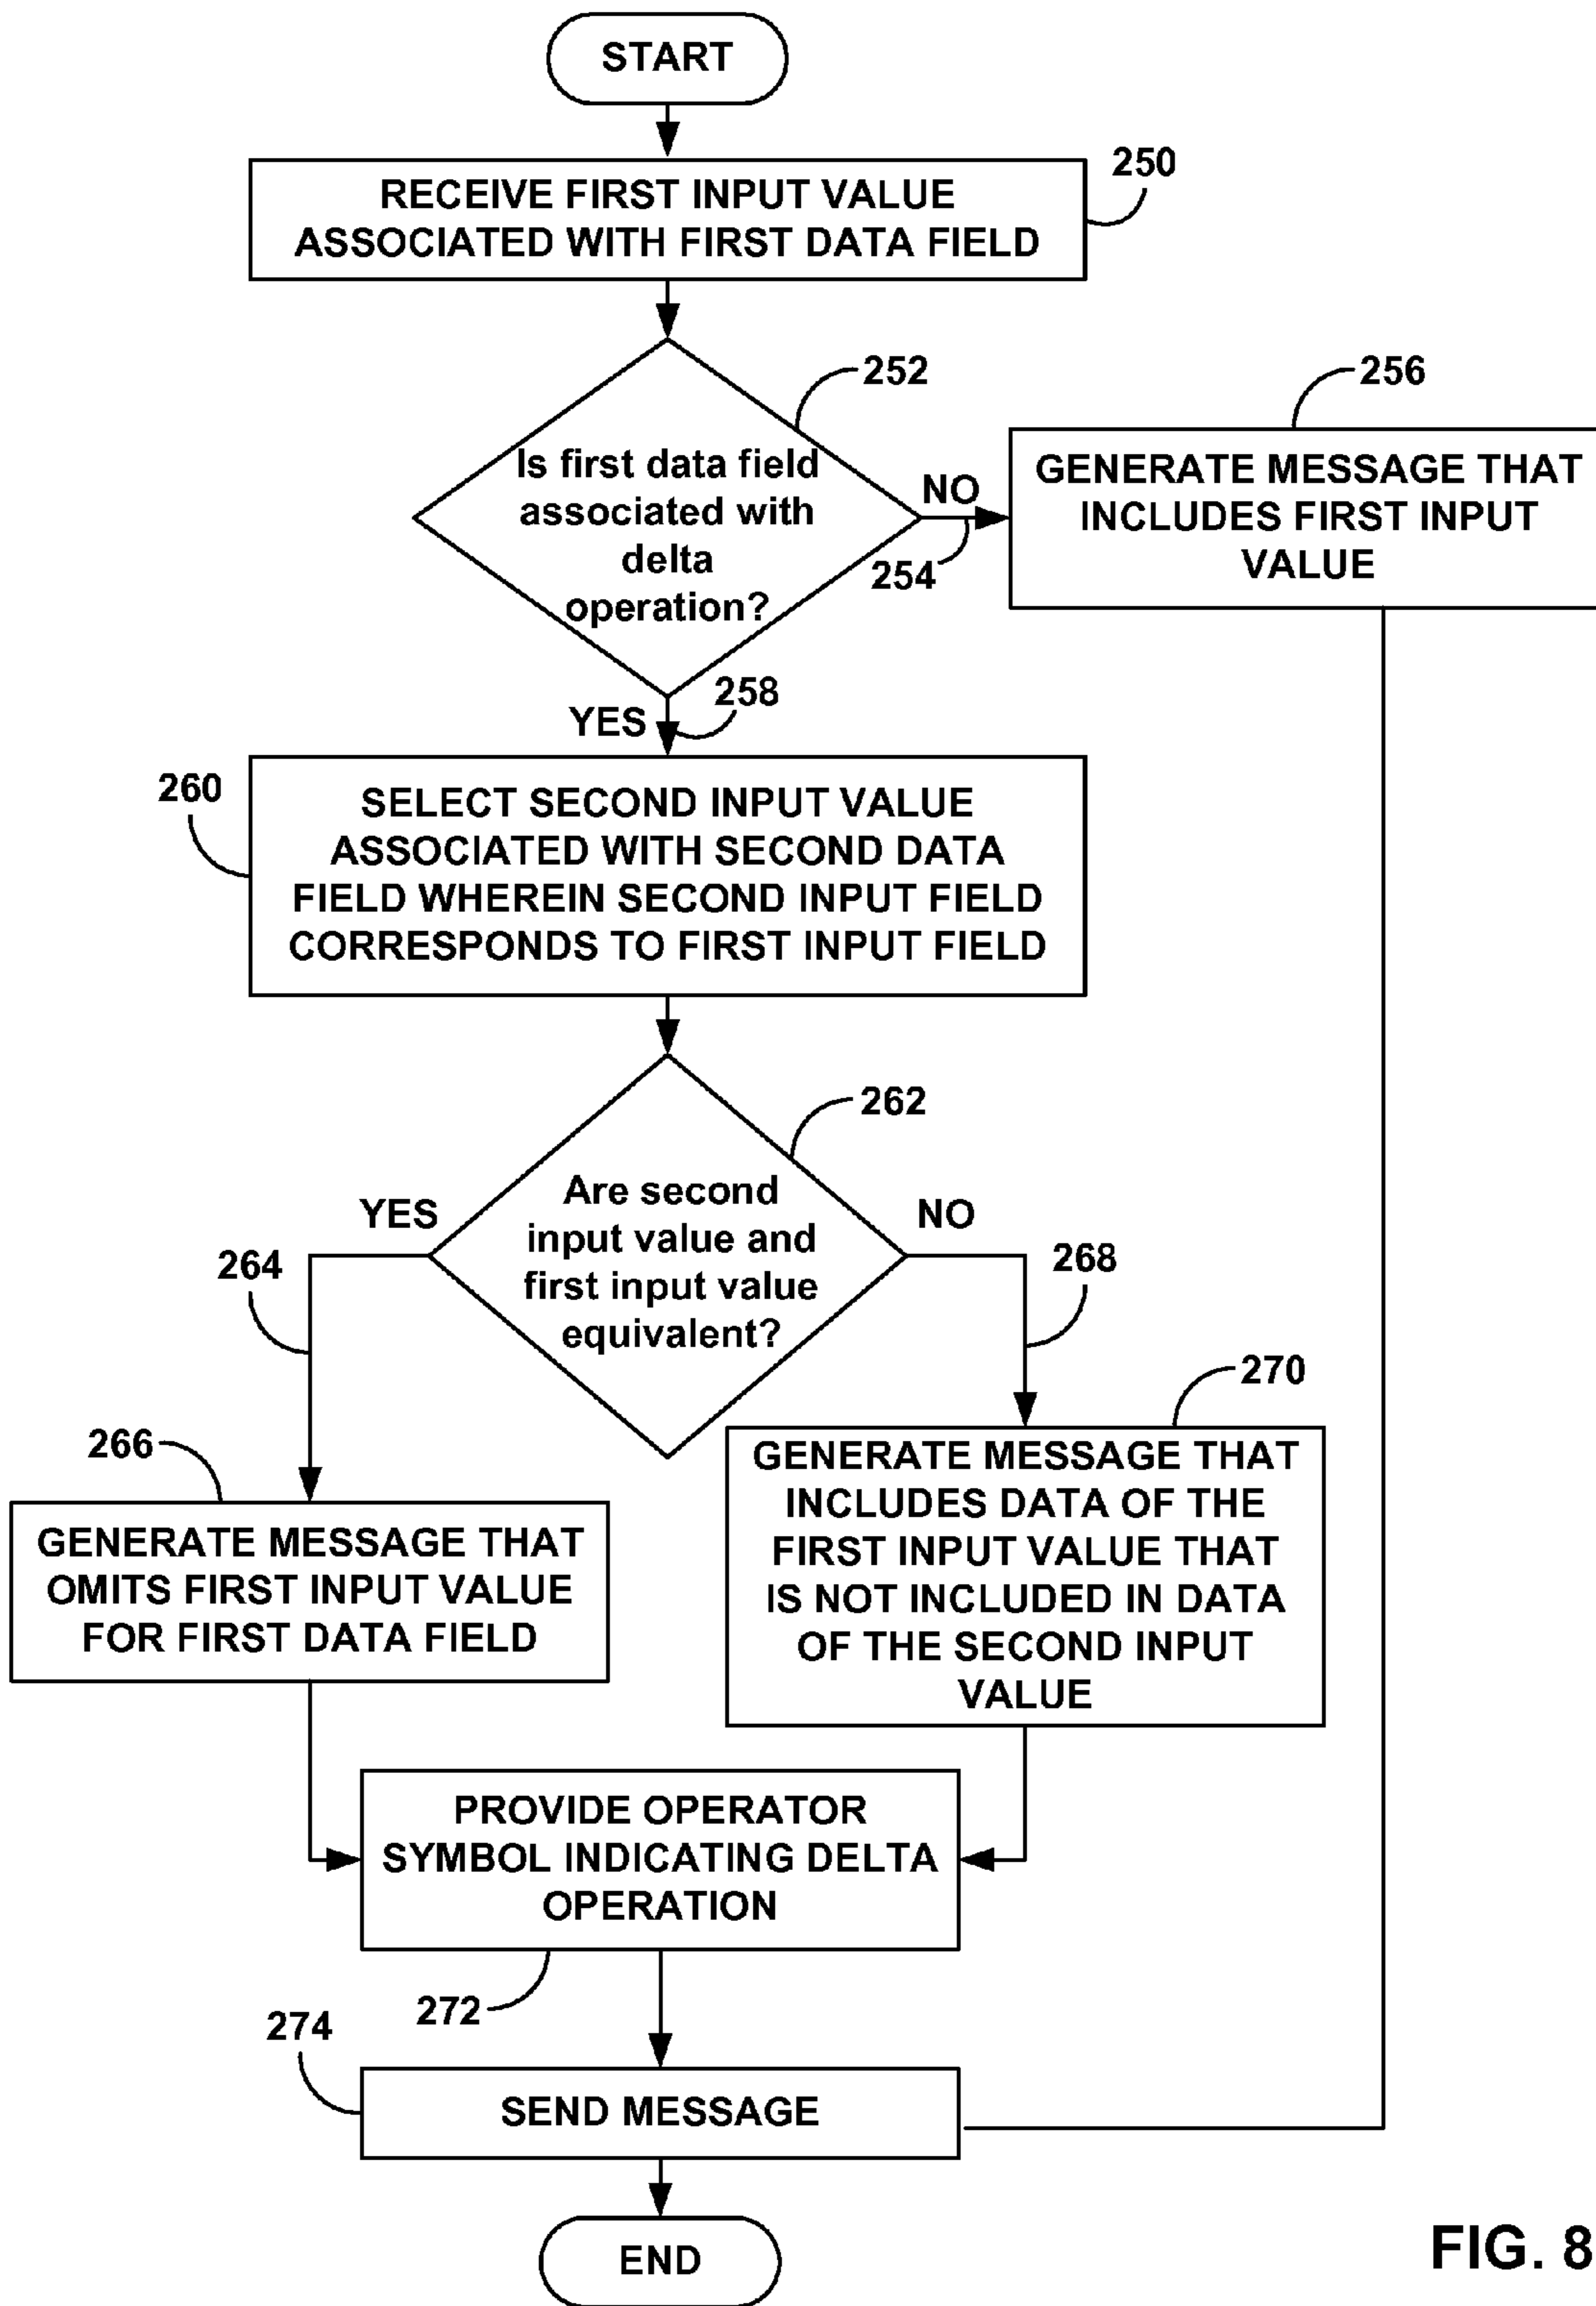 START
250
RECEIVE FIRST INPUT VALUE
ASSOCIATED WITH FIRST DATA FIELD
252
Is first data field
associated with
delta
operation?
NO
254
256
GENERATE MESSAGE THAT
INCLUDES FIRST INPUT
VALUE
258
YES
260
SELECT SECOND INPUT VALUE
ASSOCIATED WITH SECOND DATA
FIELD WHEREIN SECOND INPUT FIELD
CORRESPONDS TO FIRST INPUT FIELD
262
Are second
input value and
first input value
equivalent?
YES
264
NO
268
266
GENERATE MESSAGE THAT
OMITS FIRST INPUT VALUE
FOR FIRST DATA FIELD
270
GENERATE MESSAGE THAT
INCLUDES DATA OF THE
FIRST INPUT VALUE THAT
IS NOT INCLUDED IN DATA
OF THE SECOND INPUT
VALUE
PROVIDE OPERATOR
SYMBOL INDICATING DELTA
OPERATION
272
274
SEND MESSAGE
END
FIG. 8